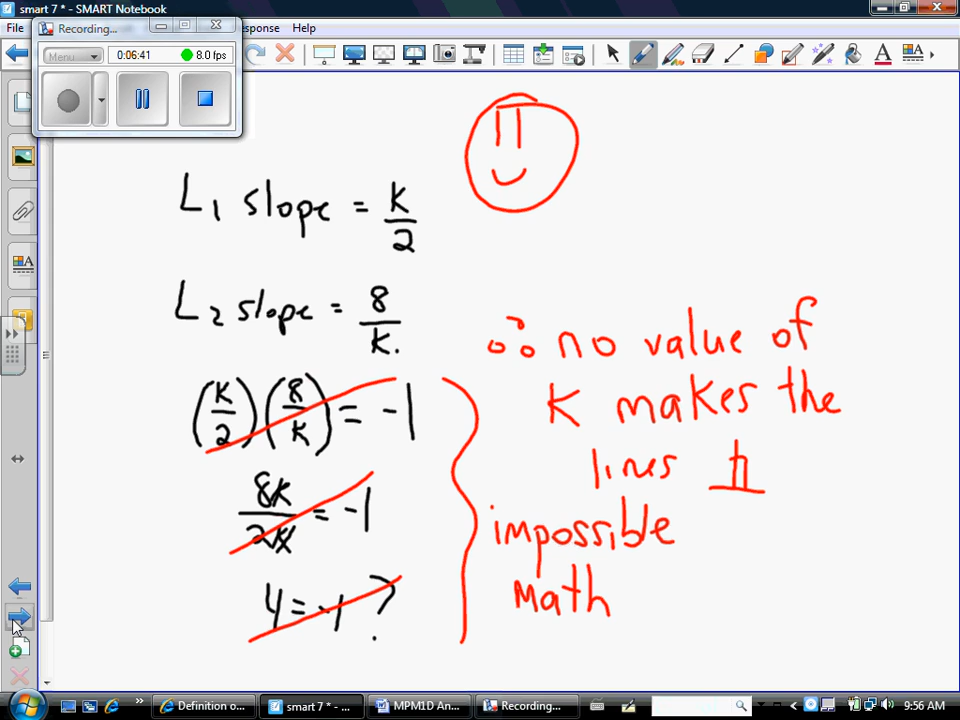 smart 7 * - SMART Notebook
File
esponse
Help
Recording...
Menu
0:06:41
8.0 fps
L1 slope = K/2
L2 slope = 8/K.
(K/2)(8/K) = -1
8K/2K = -1
4 = -1 ?
∴ no value of
K makes the
lines ⊥
impossible
math
Definition o...
smart 7 * - ...
MPM1D An...
Recording...
9:56 AM